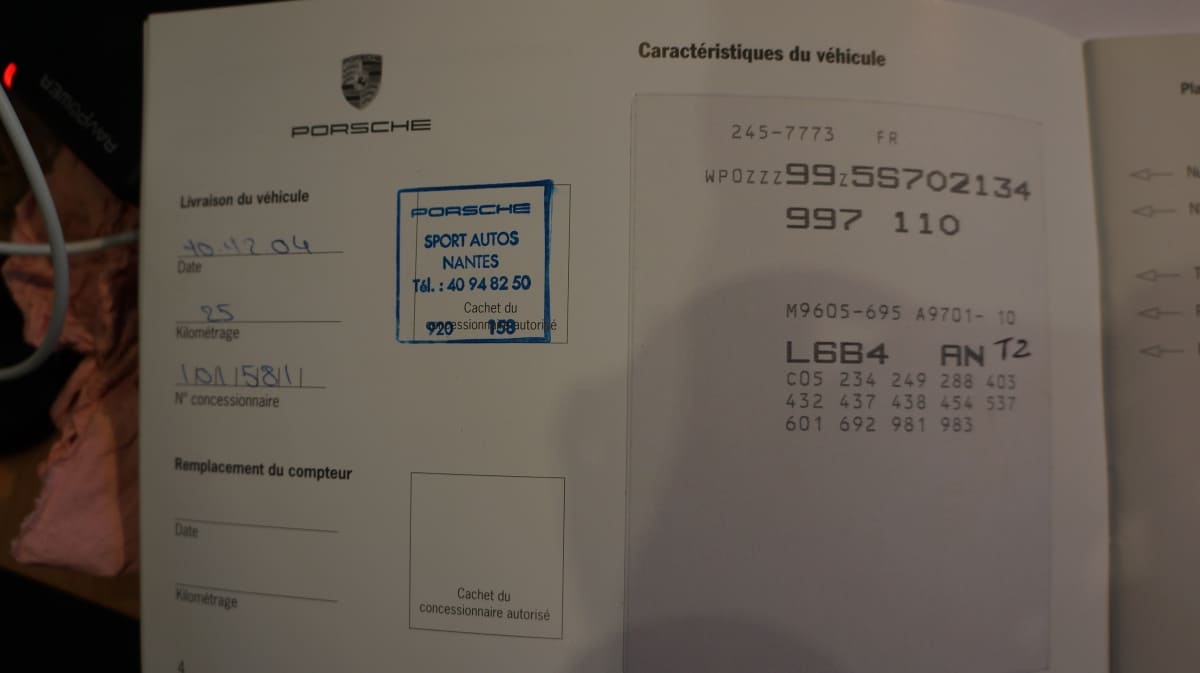 RAVPOWER
PORSCHE
Livraison du véhicule
10.12 04
Date
25
Kilométrage
N° concessionnaire
PORSCHE
SPORT AUTOS
NANTES
Tél. : 40 94 82 50
Cachet du
concessionnaire autorisé
920 158
Remplacement du compteur
Date
Kilométrage
Cachet du
concessionnaire autorisé
4
Caractéristiques du véhicule
245-7773 FR
WP0ZZZ99Z5S702134
997 110
M9605-695 A9701- 10
L6B4 AN T2
C05 234 249 288 403
432 437 438 454 537
601 692 981 983
Pla